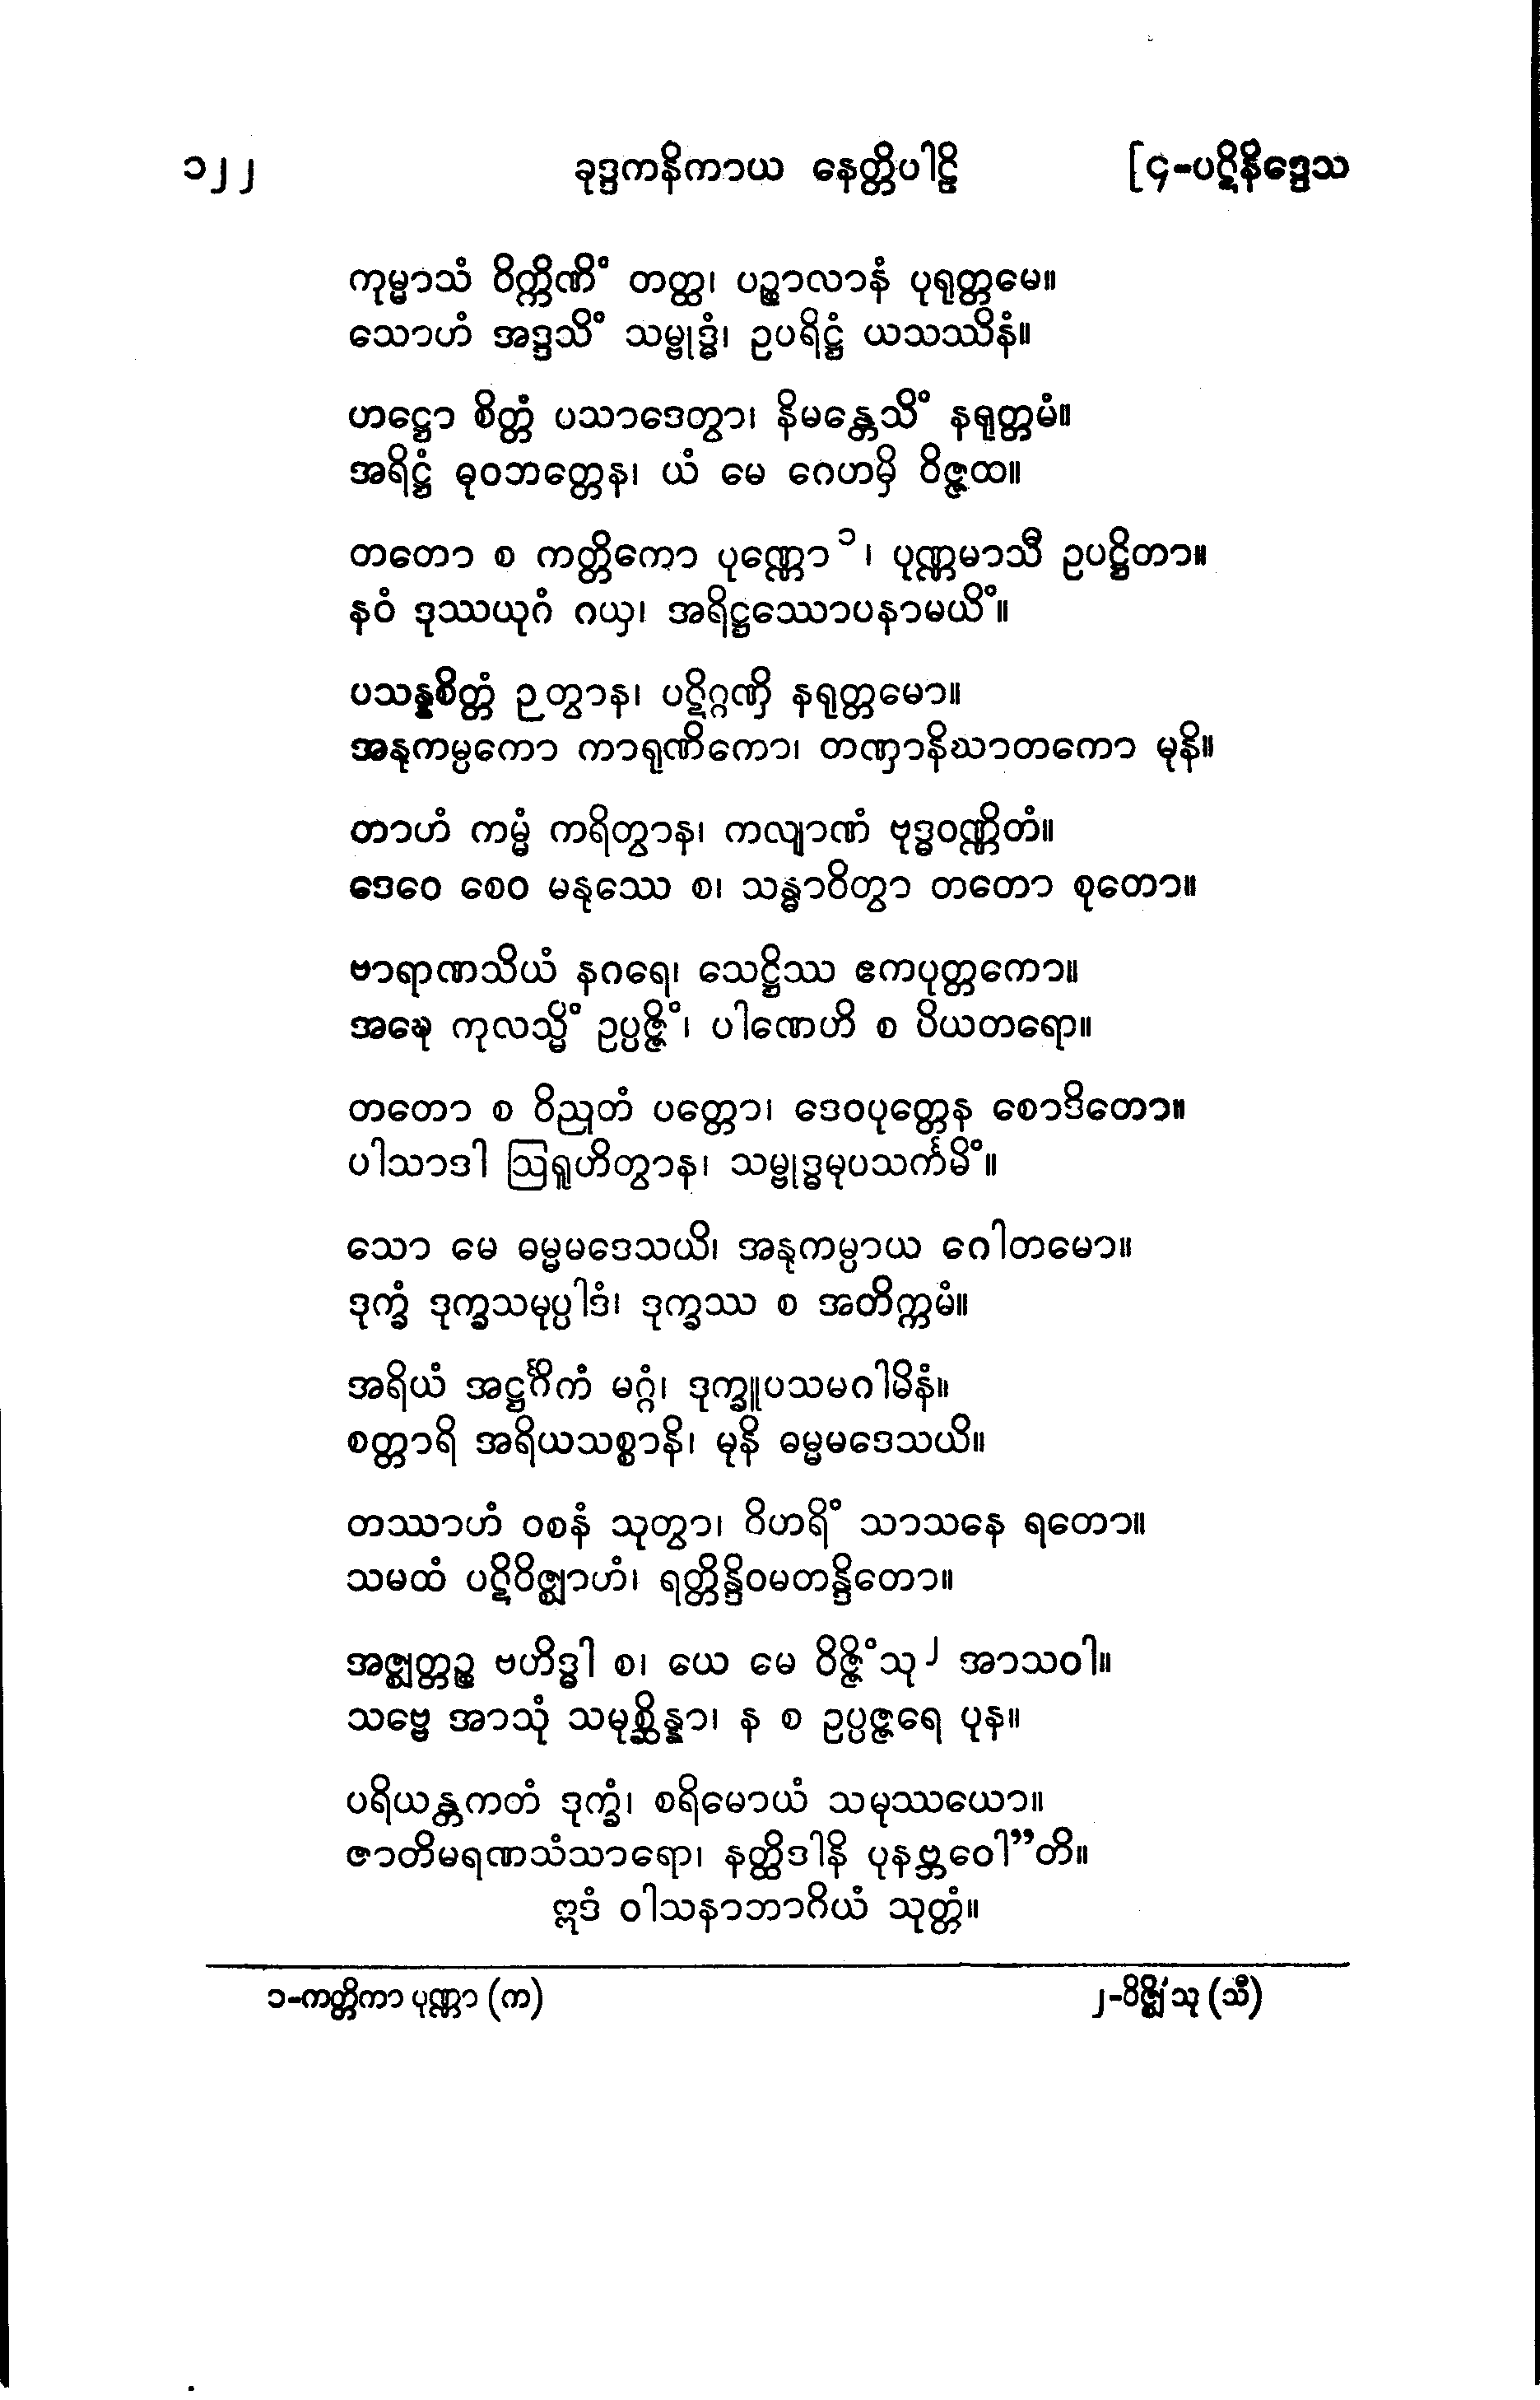 ၁၂၂ ခုဒ္ဒကနိကာယ နေတ္တိပါဠိ [၄-ပဋိနိဒ္ဒေသ
ကုမ္မာသံ ဝိက္ကိဏိံ တတ္ထ၊ ပဉ္စာလာနံ ပုရုတ္တမေ။
သောဟံ အဒ္ဒသိံ သမ္ဗုဒ္ဓံ၊ ဥပရိဋ္ဌံ ယသဿိနံ။
ဟဋ္ဌော စိတ္တံ ပသာဒေတွာ၊ နိမန္တေသိံ နရုတ္တမံ။
အရိဋ္ဌံ ဓုဝဘတ္တေန၊ ယံ မေ ဂေဟမှိ ဝိဇ္ဇထ။
တတော စ ကတ္တိကော ပုဏ္ဏော၁၊ ပုဏ္ဏမာသီ ဥပဋ္ဌိတာ။
နဝံ ဒုဿယုဂံ ဂယှ၊ အရိဋ္ဌဿောပနာမယိံ။
ပသန္နစိတ္တံ ဉတွာန၊ ပဋိဂ္ဂဏှိ နရုတ္တမော။
အနုကမ္ပကော ကာရုဏိကော၊ တဏှာနိဃာတကော မုနိ။
တာဟံ ကမ္မံ ကရိတွာန၊ ကလျာဏံ ဗုဒ္ဓဝဏ္ဏိတံ။
ဒေဝေ စေဝ မနုဿေ စ၊ သန္ဓာဝိတွာ တတော စုတော။
ဗာရာဏသိယံ နဂရေ၊ သေဋ္ဌိဿ ဧကပုတ္တကော။
အဍ္ဎေ ကုလသ္မိံ ဥပ္ပဇ္ဇိံ၊ ပါဏေဟိ စ ပိယတရော။
တတော စ ဝိညုတံ ပတ္တော၊ ဒေဝပုတ္တေန စောဒိတော။
ပါသာဒါ ဩရူဟိတွာန၊ သမ္ဗုဒ္ဓမုပသင်္ကမိံ။
သော မေ ဓမ္မမဒေသယိ၊ အနုကမ္ပာယ ဂေါတမော။
ဒုက္ခံ ဒုက္ခသမုပ္ပါဒံ၊ ဒုက္ခဿ စ အတိက္ကမံ။
အရိယံ အဋ္ဌင်္ဂိကံ မဂ္ဂံ၊ ဒုက္ခူပသမဂါမိနံ။
စတ္တာရိ အရိယသစ္စာနိ၊ မုနိ ဓမ္မမဒေသယိ။
တဿာဟံ ဝစနံ သုတွာ၊ ဝိဟရိံ သာသနေ ရတော။
သမထံ ပဋိဝိဇ္ဈာဟံ၊ ရတ္တိန္ဒိဝမတန္ဒိတော။
အဇ္ဈတ္တဉ္စ ဗဟိဒ္ဓါ စ၊ ယေ မေ ဝိဇ္ဇိံသု၂ အာသဝါ။
သဗ္ဗေ အာသုံ သမုစ္ဆိန္နာ၊ န စ ဥပ္ပဇ္ဇရေ ပုန။
ပရိယန္တကတံ ဒုက္ခံ၊ စရိမောယံ သမုဿယော။
ဇာတိမရဏသံသာရော၊ နတ္ထိဒါနိ ပုနဗ္ဘဝေါ”တိ။
ဣဒံ ဝါသနာဘာဂိယံ သုတ္တံ။
၁-ကတ္တိကာ ပုဏ္ဏာ (က) ၂-ဝိဇ္ဈိံသု (သီ)